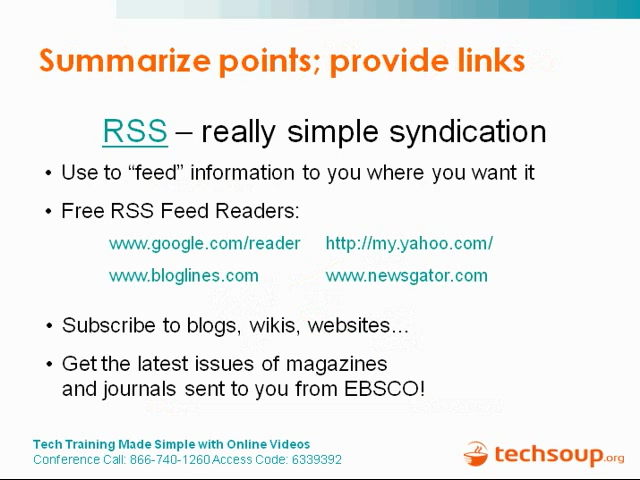 Summarize points; provide links
RSS – really simple syndication
• Use to “feed” information to you where you want it
• Free RSS Feed Readers:
www.google.com/reader http://my.yahoo.com/
www.bloglines.com www.newsgator.com
• Subscribe to blogs, wikis, websites…
• Get the latest issues of magazines
and journals sent to you from EBSCO!
Tech Training Made Simple with Online Videos
Conference Call: 866-740-1260 Access Code: 6339392
techsoup.org